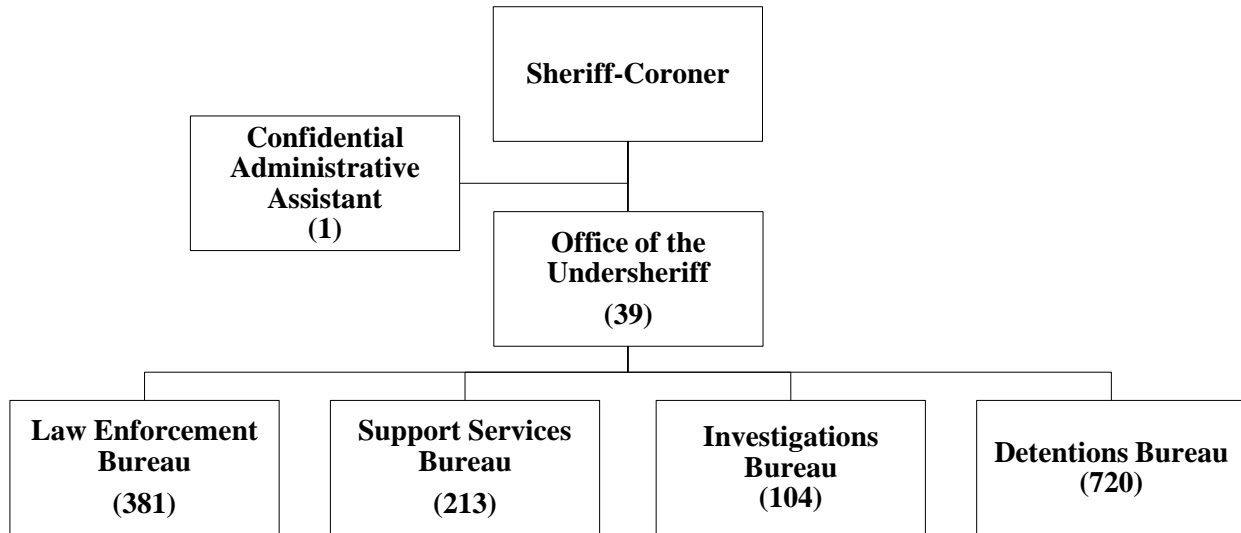 Sheriff-Coroner
Confidential
Administrative
Assistant
(1)
Office of the
Undersheriff
(39)
Law Enforcement
Bureau
(381)
Support Services
Bureau
(213)
Investigations
Bureau
(104)
Detentions Bureau
(720)